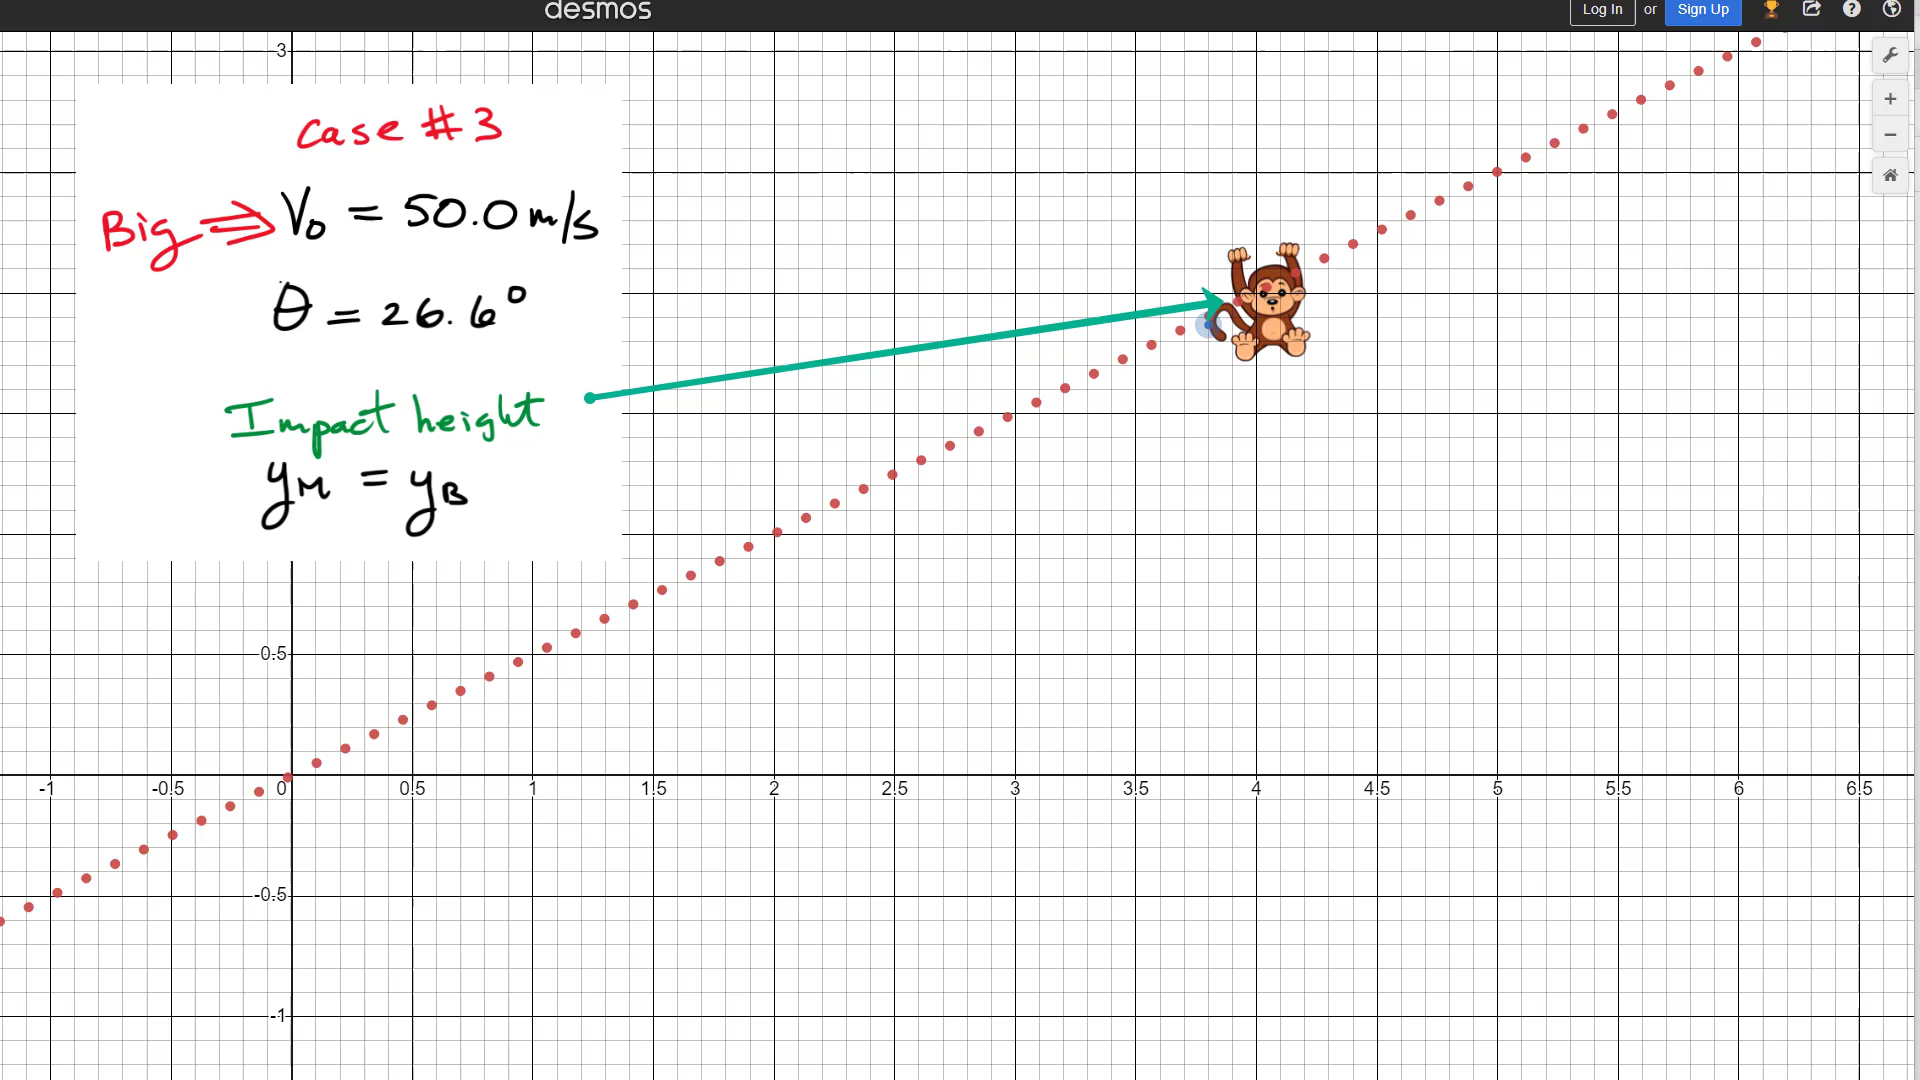 desmos
Log In or Sign Up
3
Case #3
Big ⇒ V₀ = 50.0 m/s
θ = 26.6°
Impact height
yM = yB
0.5
-1 -0.5 0 0.5 1 1.5 2 2.5 3 3.5 4 4.5 5 5.5 6 6.5
-0.5
-1